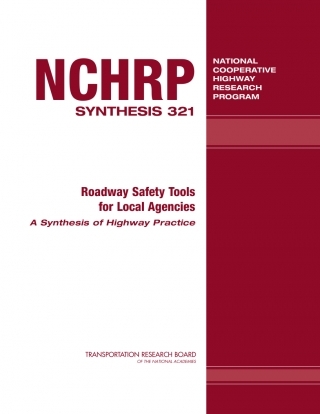 NCHRP
SYNTHESIS 321
NATIONAL
COOPERATIVE
HIGHWAY
RESEARCH
PROGRAM
Roadway Safety Tools
for Local Agencies
A Synthesis of Highway Practice
TRANSPORTATION RESEARCH BOARD
OF THE NATIONAL ACADEMIES